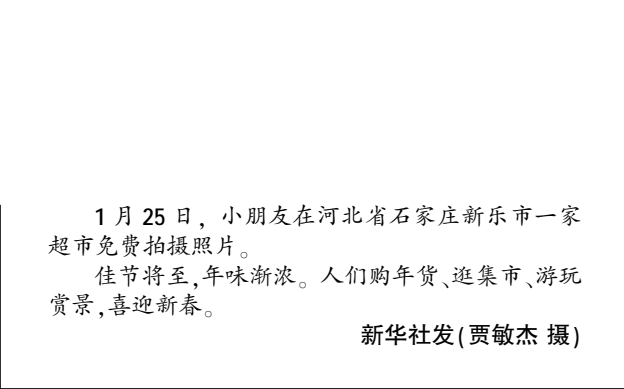 1月25日，小朋友在河北省石家庄新乐市一家
超市免费拍摄照片。
佳节将至，年味渐浓。人们购年货、逛集市、游玩
赏景，喜迎新春。
新华社发(贾敏杰 摄)